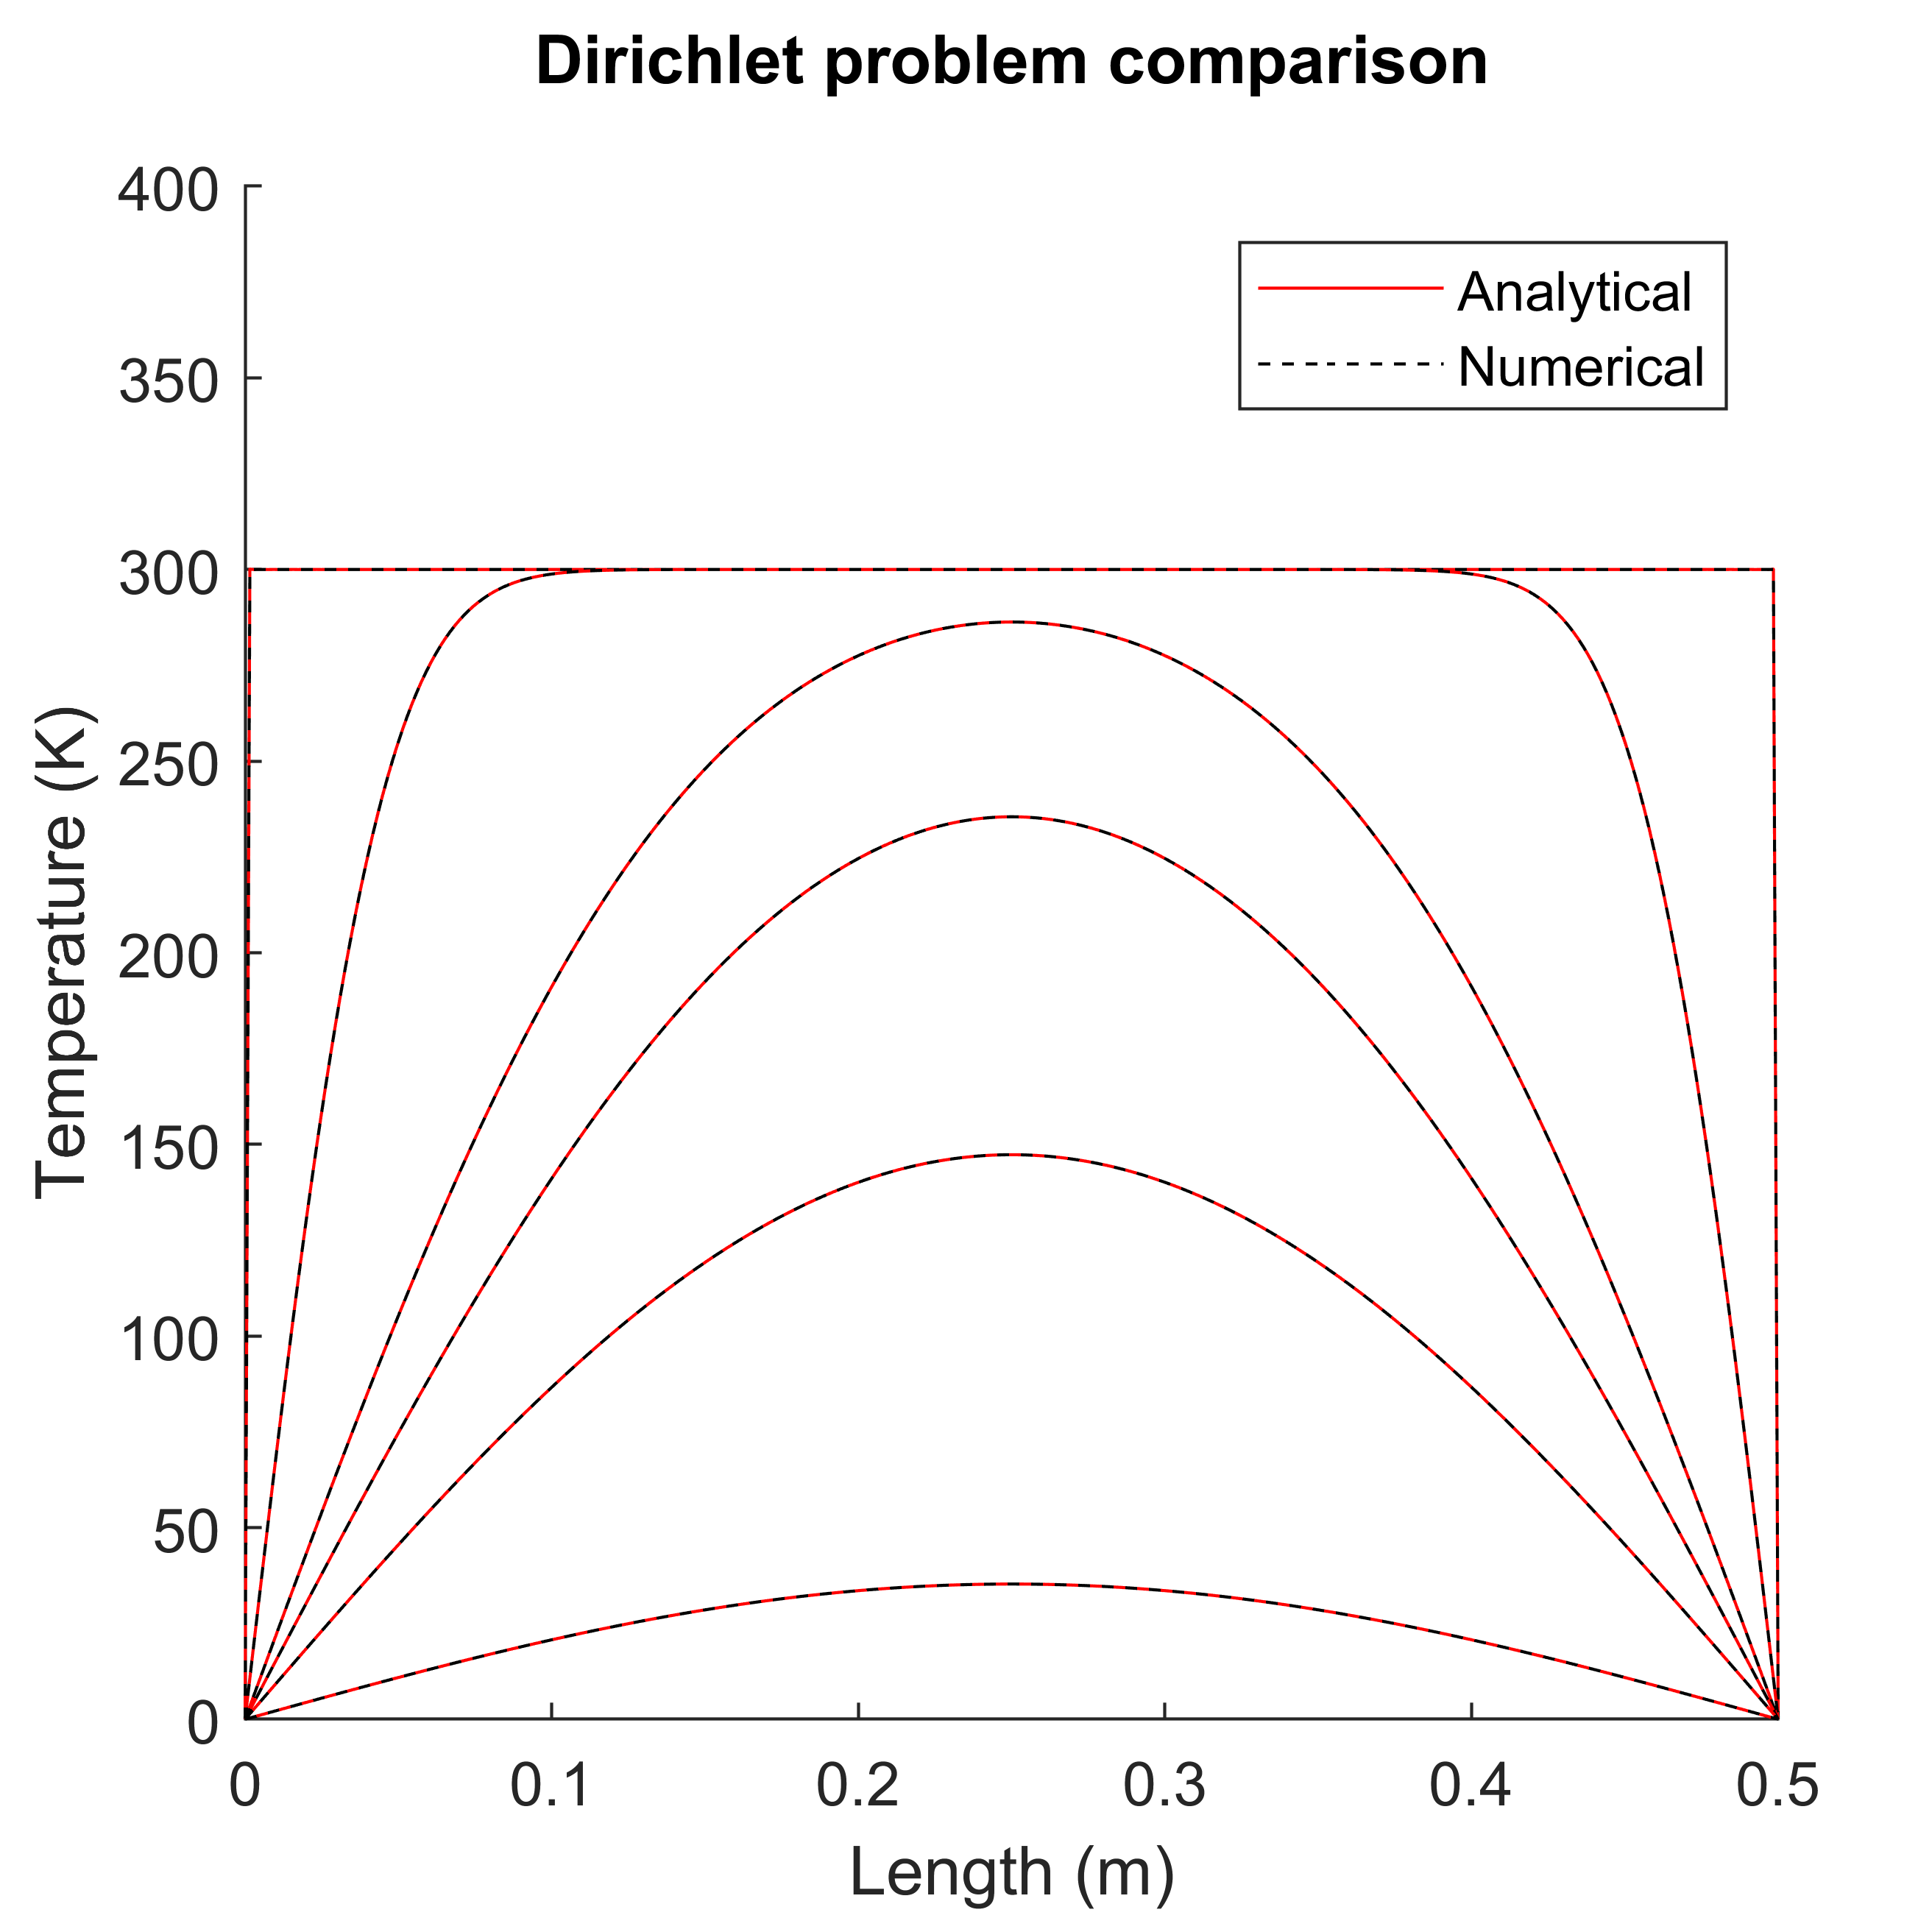 Dirichlet problem comparison
400
350
300
250
200
150
100
50
0
Temperature (K)
Analytical
Numerical
0 0.1 0.2 0.3 0.4 0.5
Length (m)